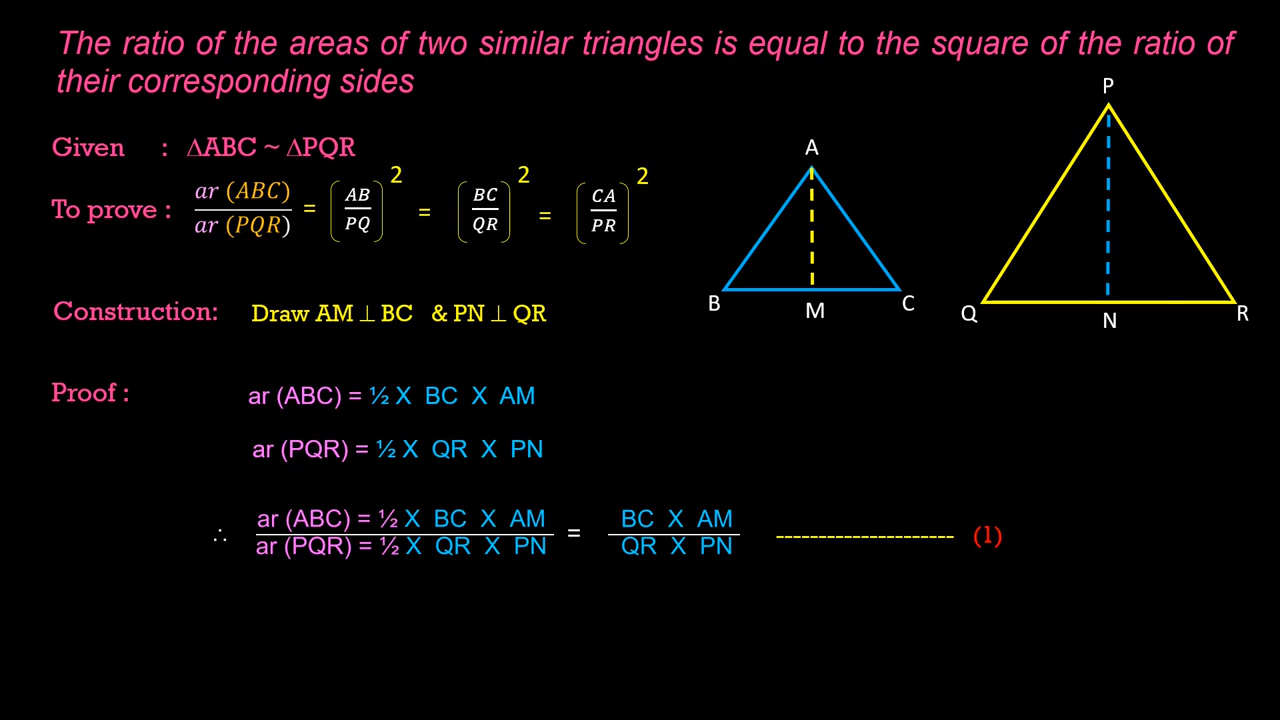 The ratio of the areas of two similar triangles is equal to the square of the ratio of
their corresponding sides
Given : ∆ABC ~ ∆PQR
To prove : ar (ABC) / ar (PQR) = (AB/PQ)² = (BC/QR)² = (CA/PR)²
Construction: Draw AM ⊥ BC & PN ⊥ QR
Proof : ar (ABC) = ½ X BC X AM
ar (PQR) = ½ X QR X PN
∴ ar (ABC) = ½ X BC X AM = BC X AM
ar (PQR) = ½ X QR X PN QR X PN --------------------- (1)
A
B
M
C
P
Q
N
R